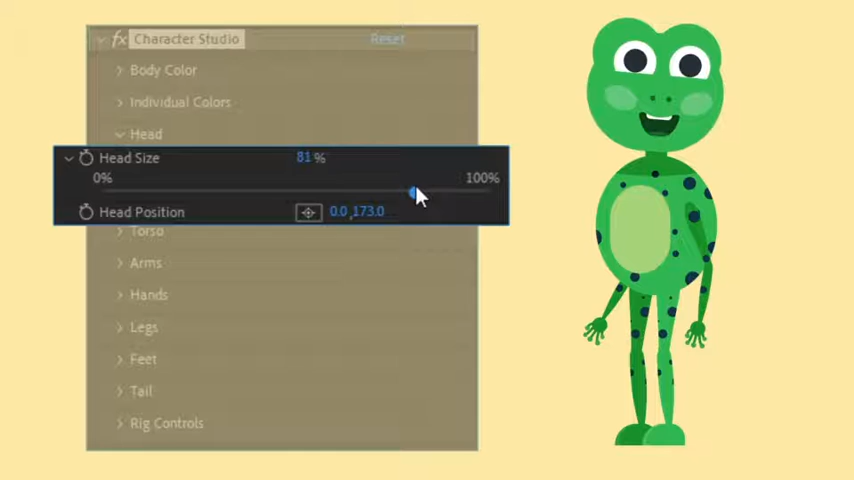 fx Character Studio Reset
Body Color
Individual Colors
Head
Head Size 81 %
0% 100%
Head Position 0.0 ,173.0
Torso
Arms
Hands
Legs
Feet
Tail
Rig Controls